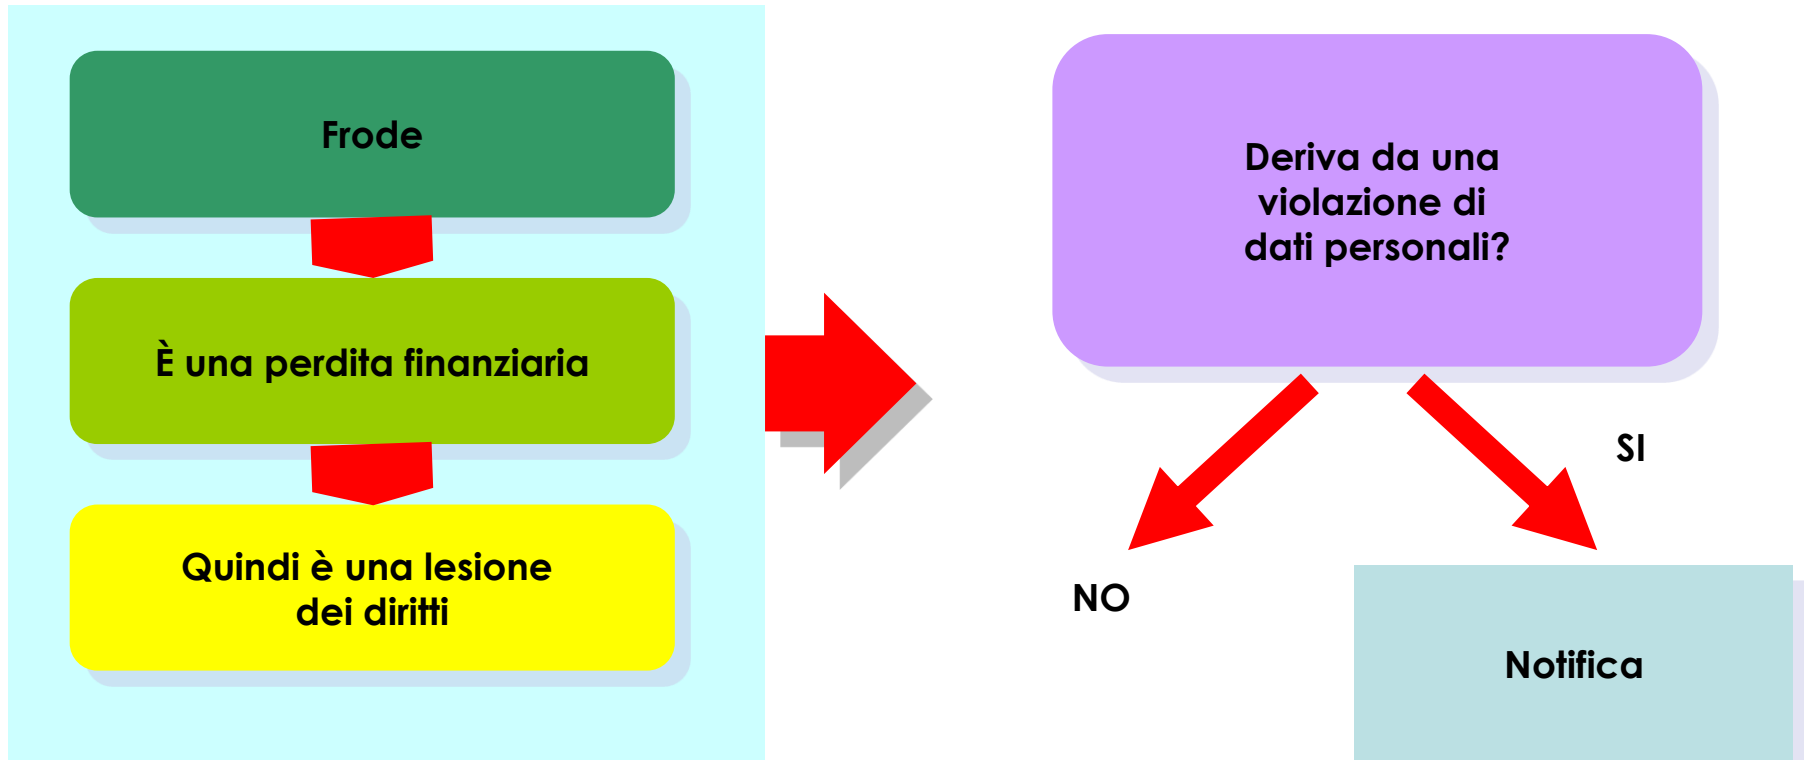 Frode
È una perdita finanziaria
Quindi è una lesione
dei diritti
Deriva da una
violazione di
dati personali?
SI
NO
Notifica